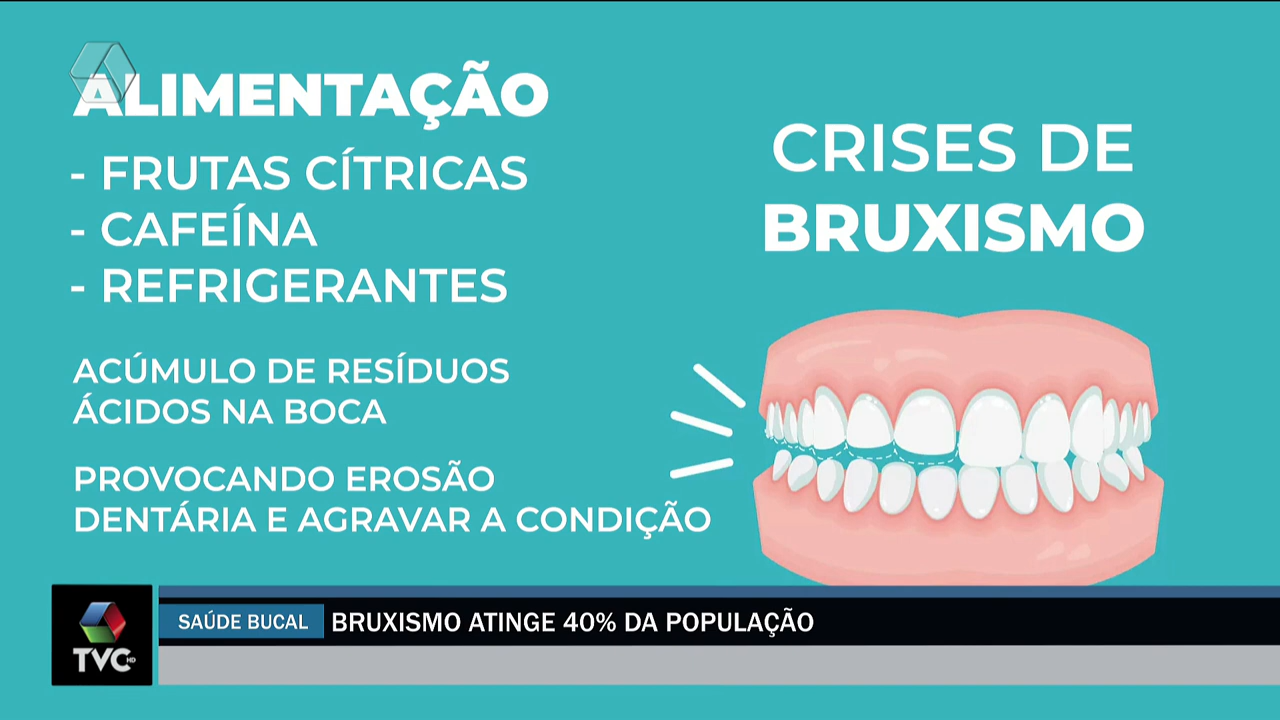 ALIMENTAÇÃO
- FRUTAS CÍTRICAS
- CAFEÍNA
- REFRIGERANTES
ACÚMULO DE RESÍDUOS
ÁCIDOS NA BOCA
PROVOCANDO EROSÃO
DENTÁRIA E AGRAVAR A CONDIÇÃO
CRISES DE
BRUXISMO
SAÚDE BUCAL BRUXISMO ATINGE 40% DA POPULAÇÃO
TVC HD